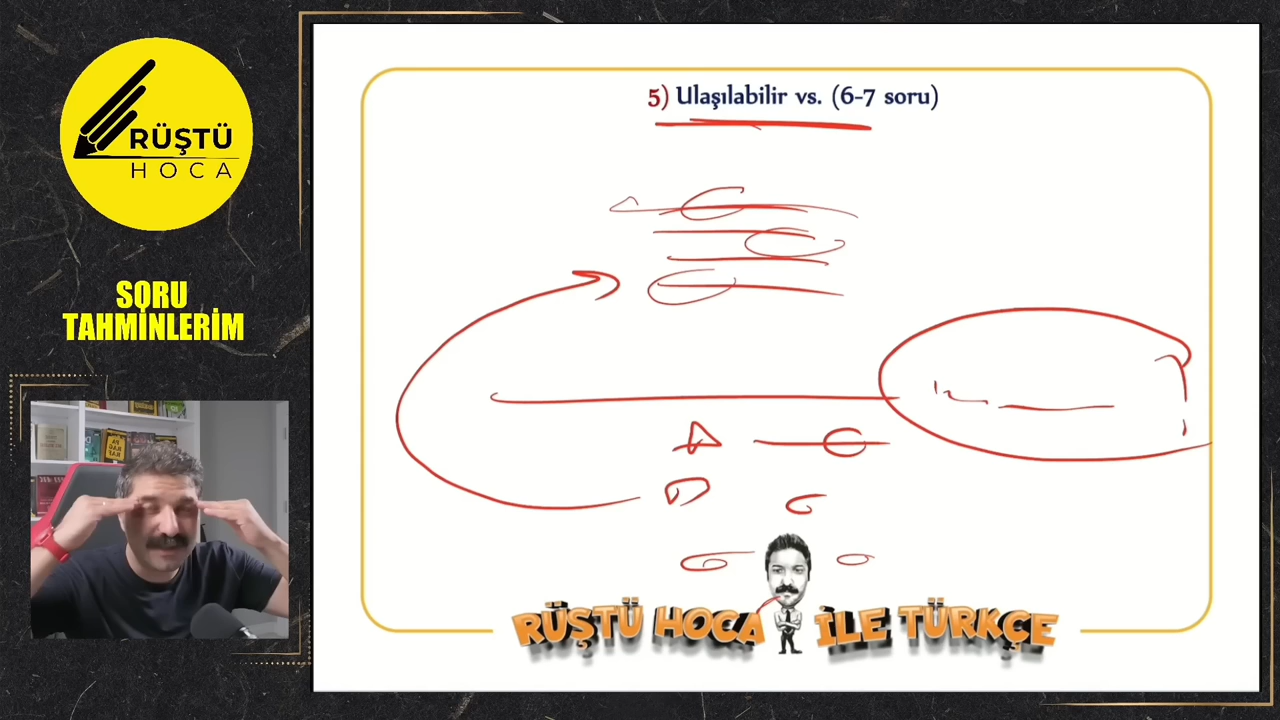 RÜŞTÜ
HOCA
SORU
TAHMİNLERİM
5) Ulaşılabilir vs. (6-7 soru)
RÜŞTÜ HOCA İLE TÜRKÇE